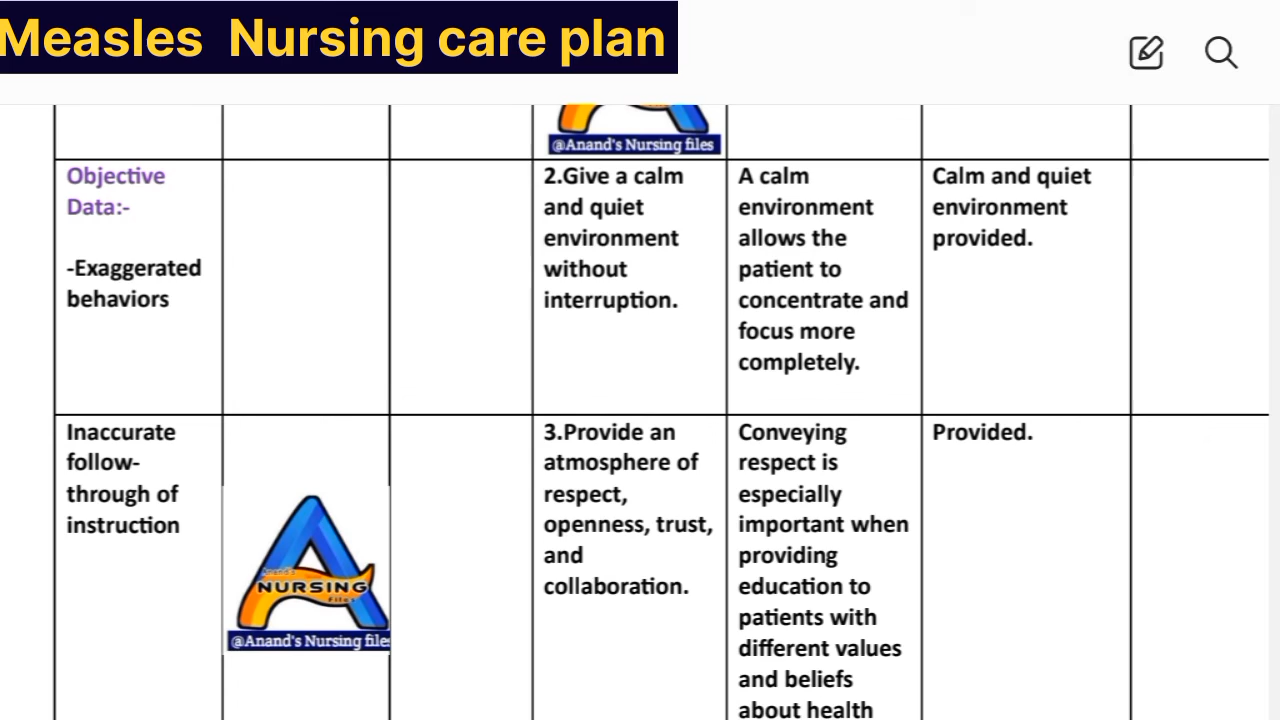 Measles Nursing care plan
@Anand's Nursing files
Objective
Data:-
-Exaggerated
behaviors
2.Give a calm
and quiet
environment
without
interruption.
A calm
environment
allows the
patient to
concentrate and
focus more
completely.
Calm and quiet
environment
provided.
Inaccurate
follow-
through of
instruction
Anand's
NURSING
Files
@Anand's Nursing files
3.Provide an
atmosphere of
respect,
openness, trust,
and
collaboration.
Conveying
respect is
especially
important when
providing
education to
patients with
different values
and beliefs
about health
Provided.